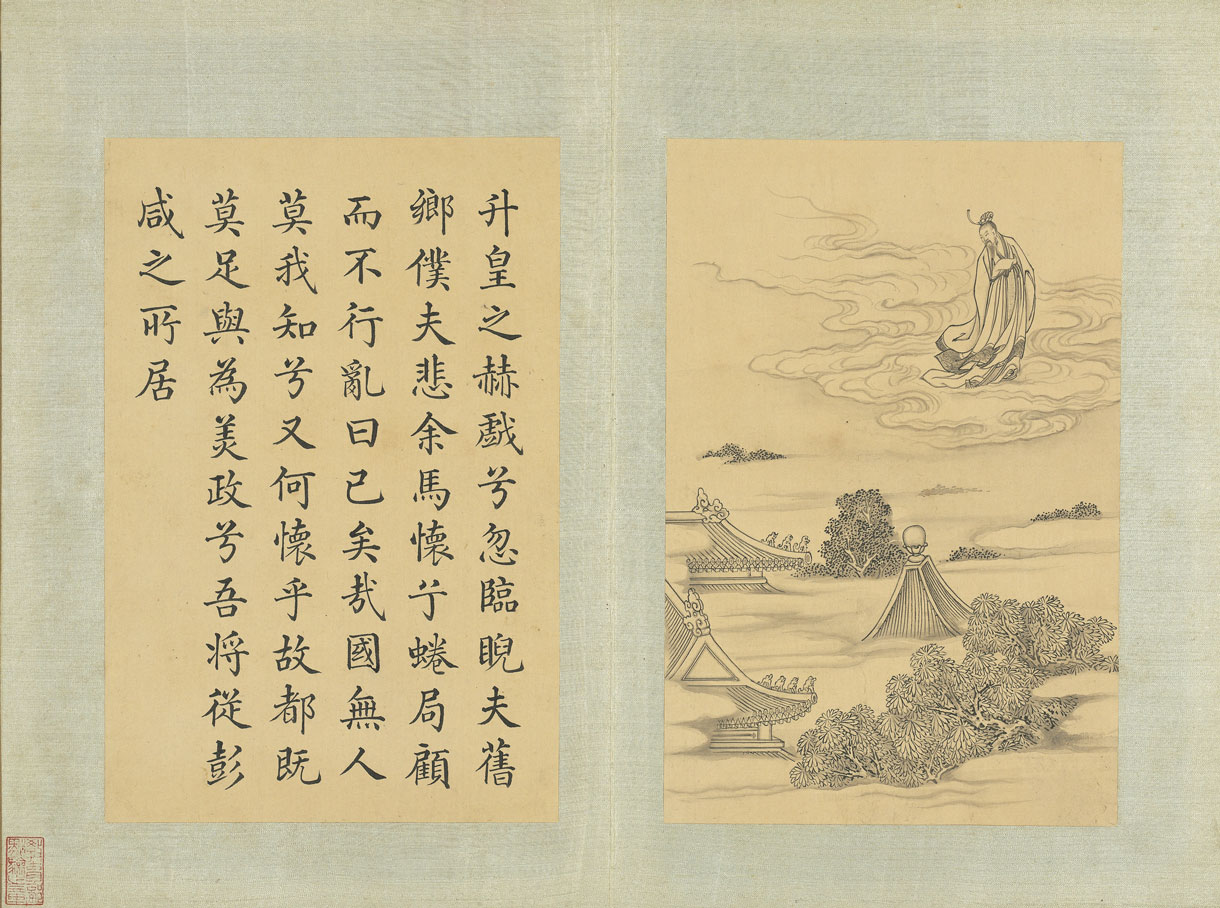 升皇之赫戲兮忽臨睨夫舊
鄉僕夫悲余馬懷兮蜷局顧
而不行亂曰已矣哉國無人
莫我知兮又何懷乎故都既
莫足與為美政兮吾將從彭
咸之所居